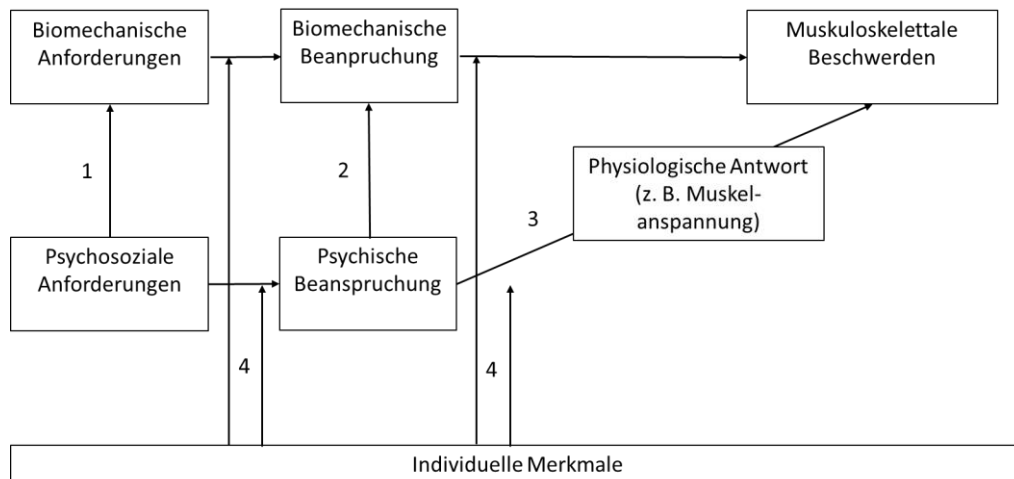 Biomechanische
Anforderungen
Biomechanische
Beanpruchung
Muskuloskelettale
Beschwerden
1
2
Physiologische Antwort
(z. B. Muskel-
anspannung)
3
Psychosoziale
Anforderungen
Psychische
Beanspruchung
4
4
Individuelle Merkmale